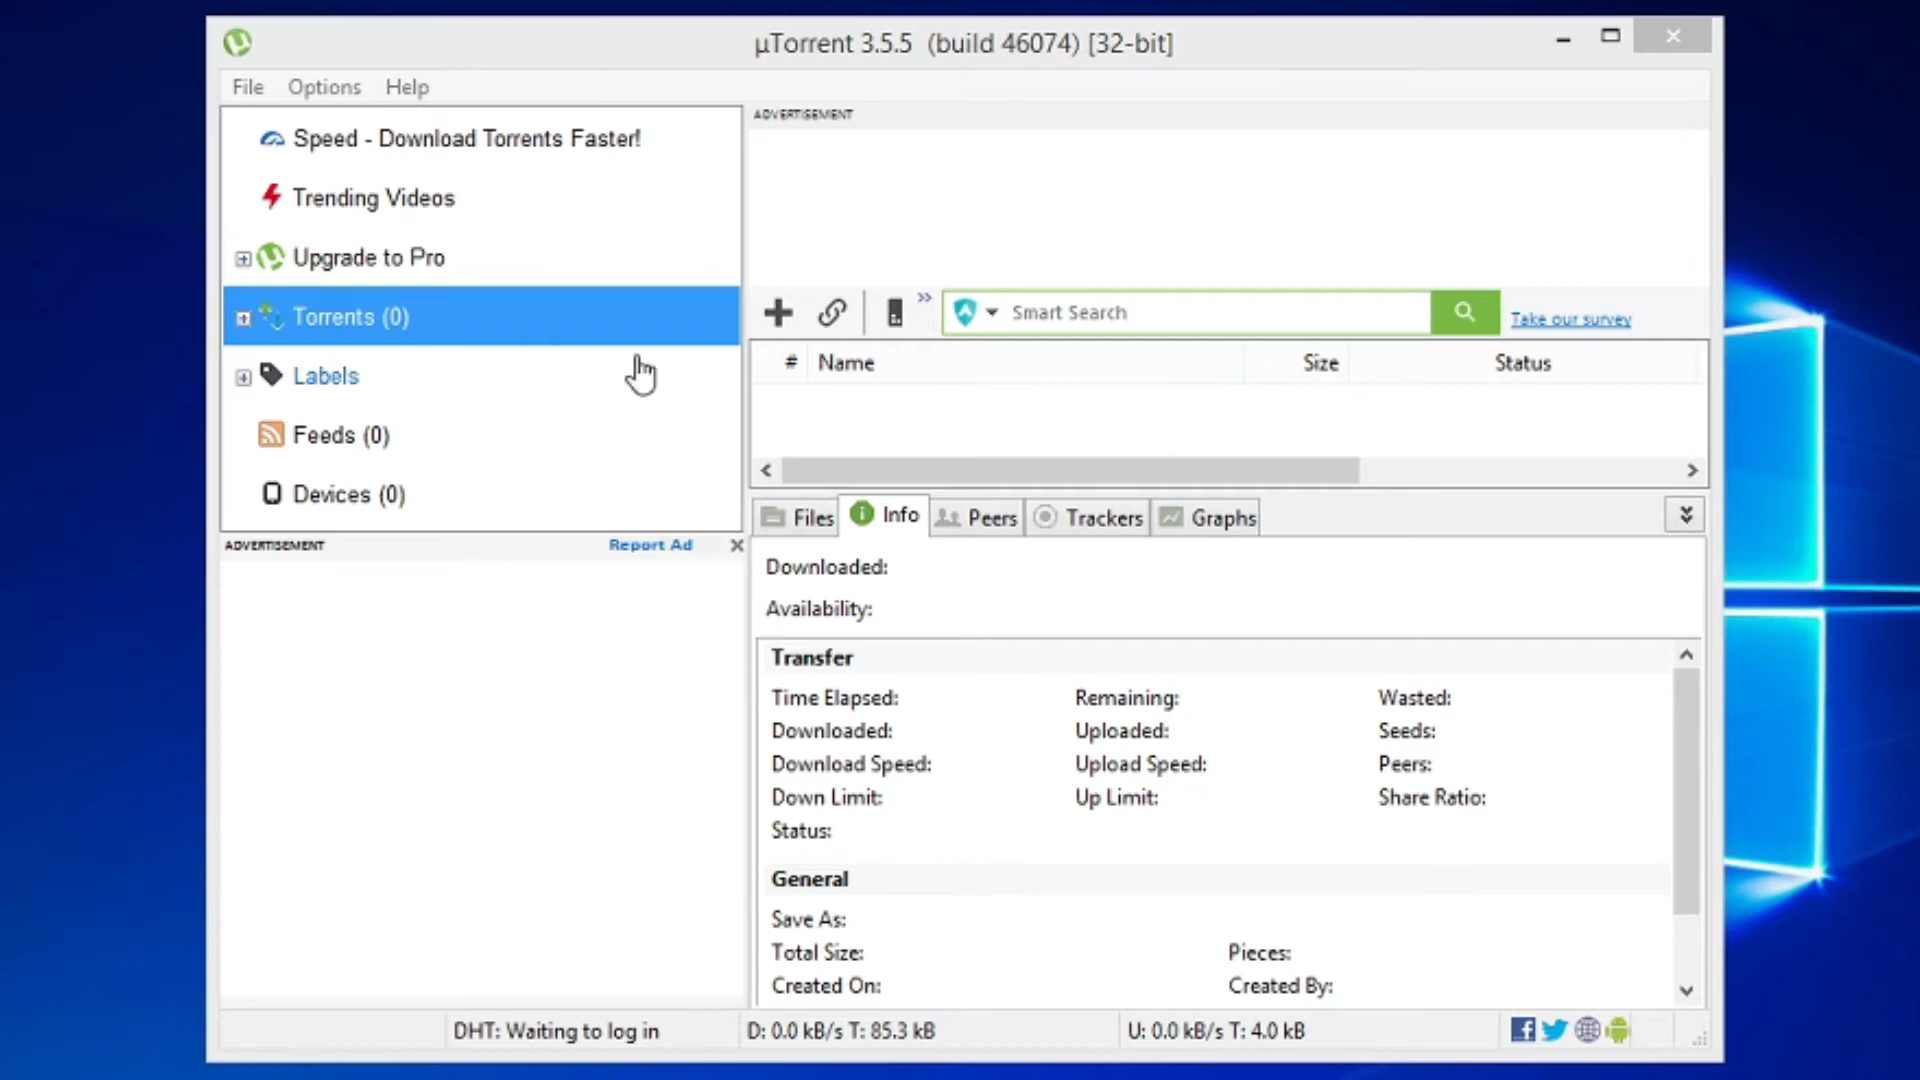 µTorrent 3.5.5 (build 46074) [32-bit]
File Options Help
Speed - Download Torrents Faster!
Trending Videos
Upgrade to Pro
Torrents (0)
Labels
Feeds (0)
Devices (0)
ADVERTISEMENT Report Ad
ADVERTISEMENT
Smart Search Take our survey
# Name Size Status
Files Info Peers Trackers Graphs
Downloaded:
Availability:
Transfer
Time Elapsed: Remaining: Wasted:
Downloaded: Uploaded: Seeds:
Download Speed: Upload Speed: Peers:
Down Limit: Up Limit: Share Ratio:
Status:
General
Save As:
Total Size: Pieces:
Created On: Created By:
DHT: Waiting to log in D: 0.0 kB/s T: 85.3 kB U: 0.0 kB/s T: 4.0 kB